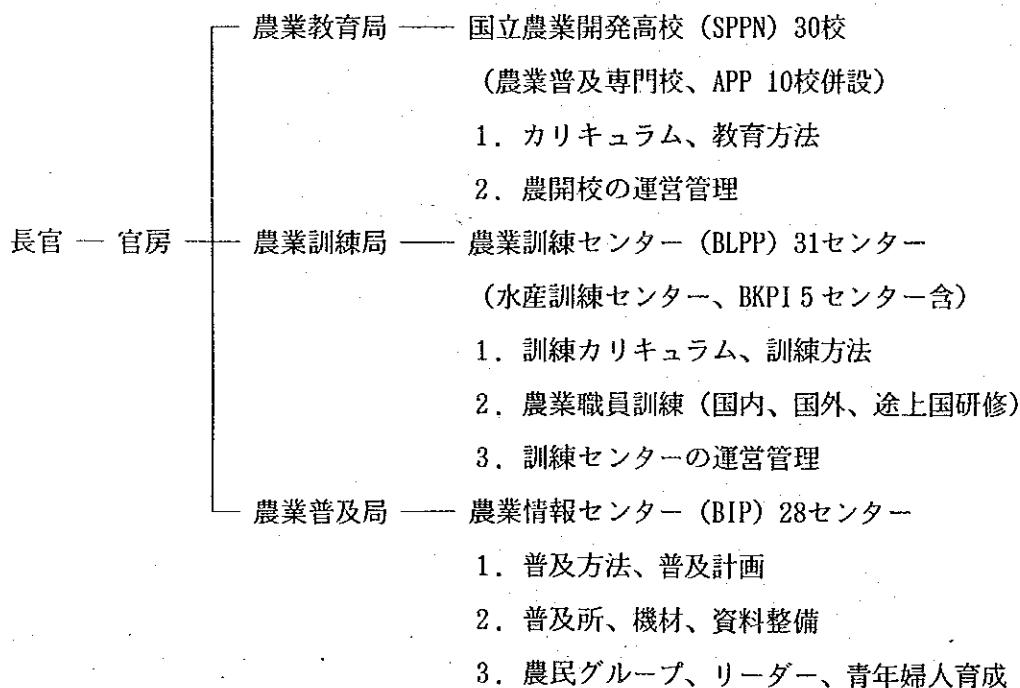 農業教育局 国立農業開発高校 (SPPN) 30校
(農業普及専門校、APP 10校併設)
1. カリキュラム、教育方法
2. 農開校の運営管理
長官 官房 農業訓練局 農業訓練センター (BLPP) 31センター
(水産訓練センター、BKPI 5 センター含)
1. 訓練カリキュラム、訓練方法
2. 農業職員訓練 (国内、国外、途上国研修)
3. 訓練センターの運営管理
農業普及局 農業情報センター (BIP) 28センター
1. 普及方法、普及計画
2. 普及所、機材、資料整備
3. 農民グループ、リーダー、青年婦人育成